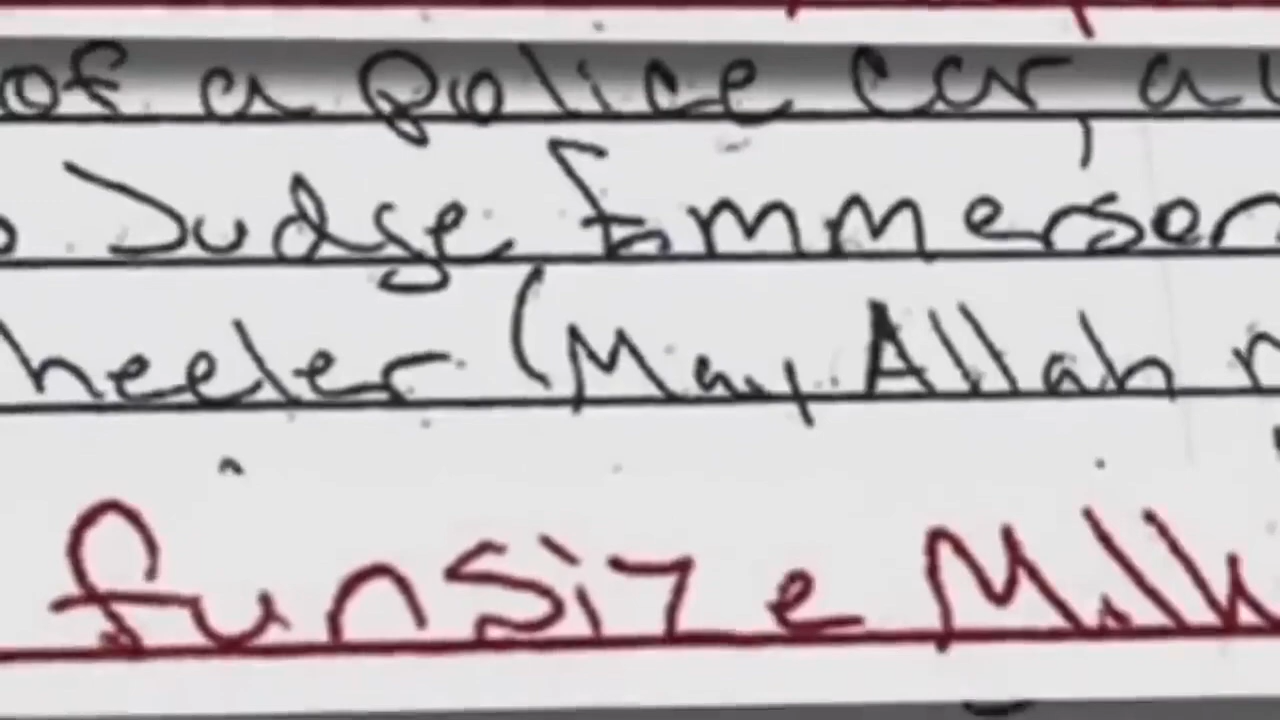 of a police car, a
Judge Emmerson
heeler (May Allah
funsize Milk